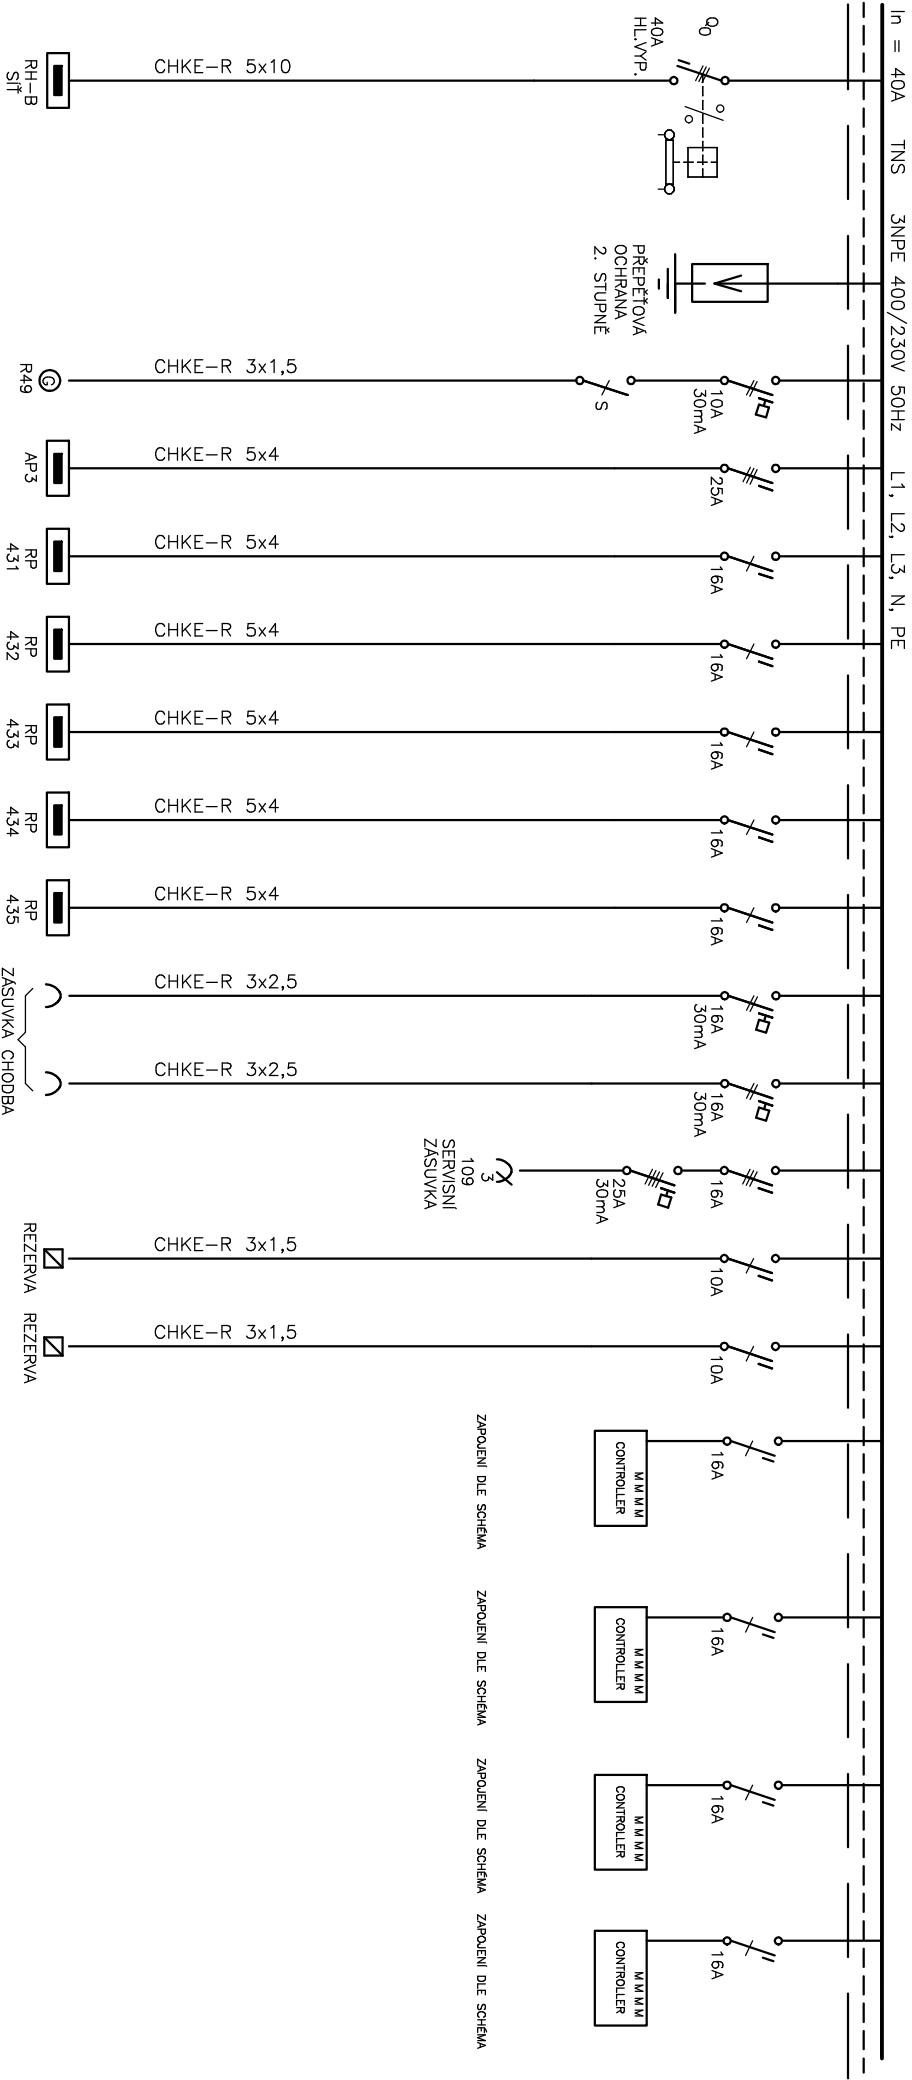 In = 40A TNS 3NPE 400/230V 50Hz L1, L2, L3, N, PE
Q0
40A
HL.VYP.
CHKE-R 5x10
RH-B
SÍŤ
PŘEPĚŤOVÁ
OCHRANA
2. STUPNĚ
10A
30mA
S
CHKE-R 3x1,5
G
R49
25A
CHKE-R 5x4
AP3
16A
CHKE-R 5x4
RP
431
16A
CHKE-R 5x4
RP
432
16A
CHKE-R 5x4
RP
433
16A
CHKE-R 5x4
RP
434
16A
CHKE-R 5x4
RP
435
16A
30mA
CHKE-R 3x2,5
16A
30mA
CHKE-R 3x2,5
ZÁSUVKA CHODBA
16A
25A
30mA
3
109
SERVISNÍ
ZÁSUVKA
10A
CHKE-R 3x1,5
REZERVA
10A
CHKE-R 3x1,5
REZERVA
16A
M M M M
CONTROLLER
ZAPOJENÍ DLE SCHÉMA
16A
M M M M
CONTROLLER
ZAPOJENÍ DLE SCHÉMA
16A
M M M M
CONTROLLER
ZAPOJENÍ DLE SCHÉMA
16A
M M M M
CONTROLLER
ZAPOJENÍ DLE SCHÉMA